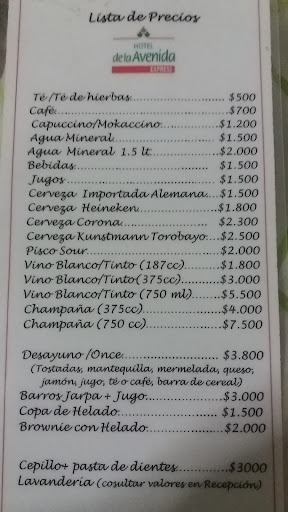 Lista de Precios
HOTEL
de la Avenida
EXPRESS
Té /Té de hierbas........................ $500
Café.......................................$700
Capuccino/Mokaccino...............$1.200
Agua Mineral............................ $1.500
Agua Mineral 1.5 lt...................$2.000
Bebidas.................................... $1.500
Jugos....................................... $1.500
Cerveza Importada Alemana....$1.500
Cerveza Heineken.....................$1.800
Cerveza Corona...................... $2.300
Cerveza Kunstmann Torobayo....$2.500
Pisco Sour..................................$2.000
Vino Blanco/Tinto (187cc)...........$1.800
Vino Blanco/Tinto(375cc)...........$3.000
Vino Blanco/Tinto (750 ml).........$5.500
Champaña (375cc)....................$4.000
Champaña (750 cc)...................$7.500
Desayuno /Once......................... $3.800
(Tostadas, mantequilla, mermelada, queso,
jamón, jugo, té o café, barra de cereal)
Barros Jarpa + Jugo...................$3.000
Copa de Helado......................... $1.500
Brownie con Helado...................$2.000
Cepillo+ pasta de dientes............$3000
Lavandería (cosultar valores en Recepción)